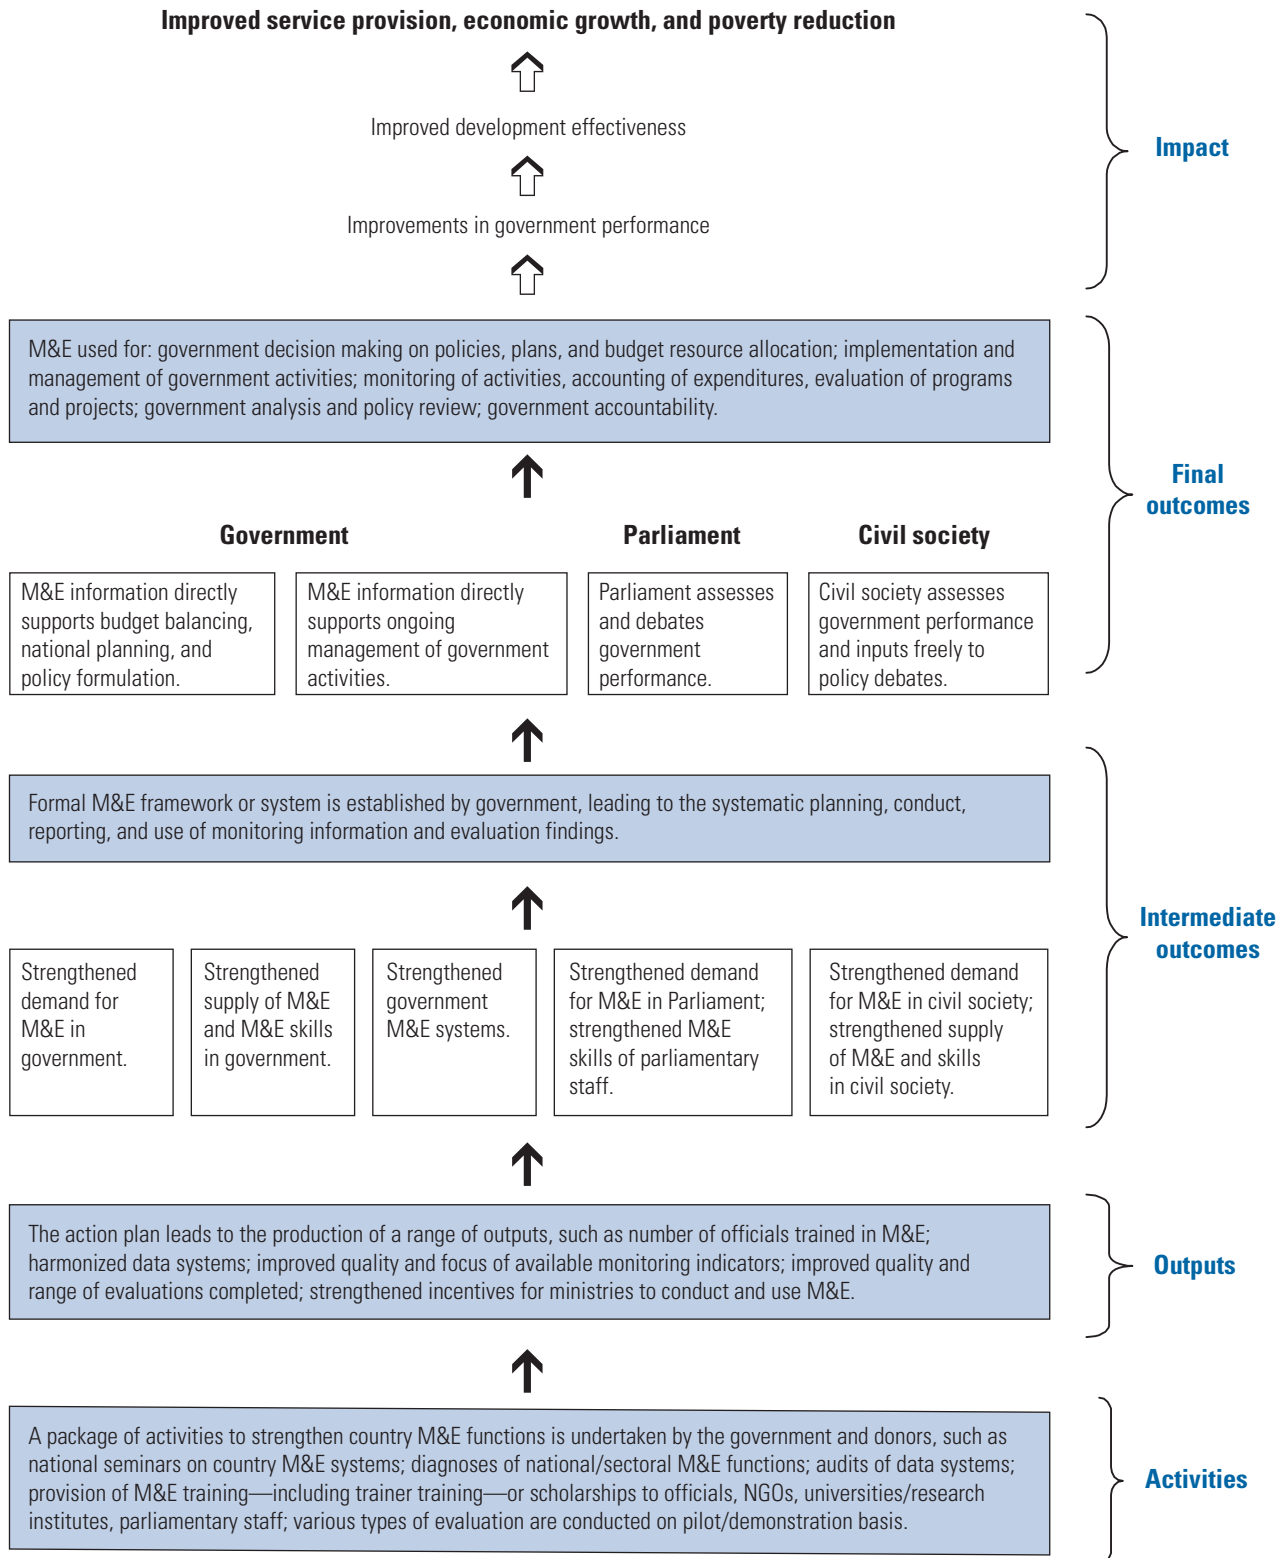 Improved service provision, economic growth, and poverty reduction
Improved development effectiveness
Impact
Improvements in government performance
M&E used for: government decision making on policies, plans, and budget resource allocation; implementation and
management of government activities; monitoring of activities, accounting of expenditures, evaluation of programs
and projects; government analysis and policy review; government accountability.
Final
outcomes
Government
Parliament
Civil society
M&E information directly
supports budget balancing,
national planning, and
policy formulation.
M&E information directly
supports ongoing
management of government
activities.
Parliament assesses
and debates
government
performance.
Civil society assesses
government performance
and inputs freely to
policy debates.
Formal M&E framework or system is established by government, leading to the systematic planning, conduct,
reporting, and use of monitoring information and evaluation findings.
Intermediate
outcomes
Strengthened
demand for
M&E in
government.
Strengthened
supply of M&E
and M&E skills
in government.
Strengthened
government
M&E systems.
Strengthened demand
for M&E in Parliament;
strengthened M&E
skills of parliamentary
staff.
Strengthened demand
for M&E in civil society;
strengthened supply
of M&E and skills
in civil society.
The action plan leads to the production of a range of outputs, such as number of officials trained in M&E;
harmonized data systems; improved quality and focus of available monitoring indicators; improved quality and
range of evaluations completed; strengthened incentives for ministries to conduct and use M&E.
Outputs
A package of activities to strengthen country M&E functions is undertaken by the government and donors, such as
national seminars on country M&E systems; diagnoses of national/sectoral M&E functions; audits of data systems;
provision of M&E training—including trainer training—or scholarships to officials, NGOs, universities/research
institutes, parliamentary staff; various types of evaluation are conducted on pilot/demonstration basis.
Activities